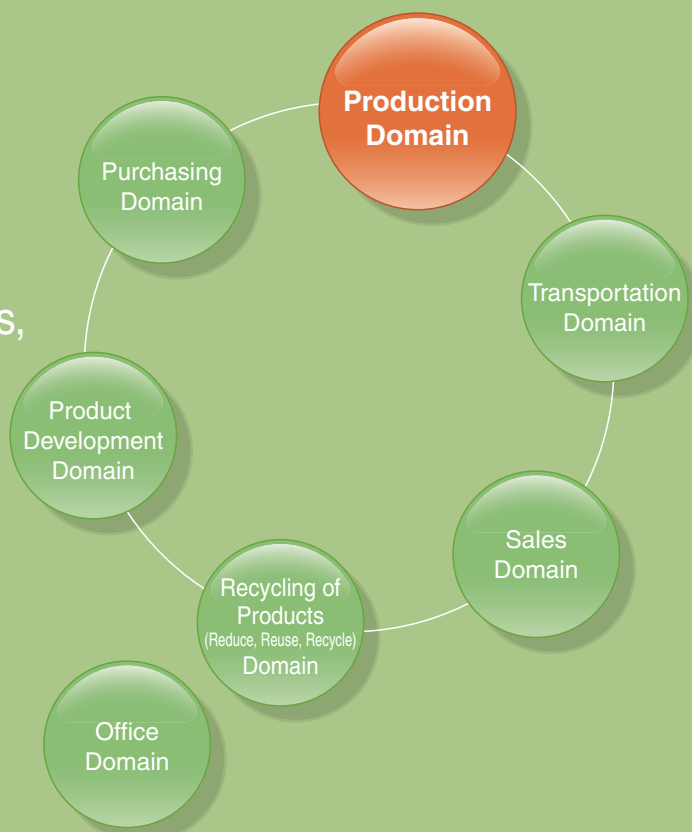 Production
Domain
Purchasing
Domain
Transportation
Domain
s,
Product
Development
Domain
Sales
Domain
Recycling of
Products
(Reduce, Reuse, Recycle)
Domain
Office
Domain